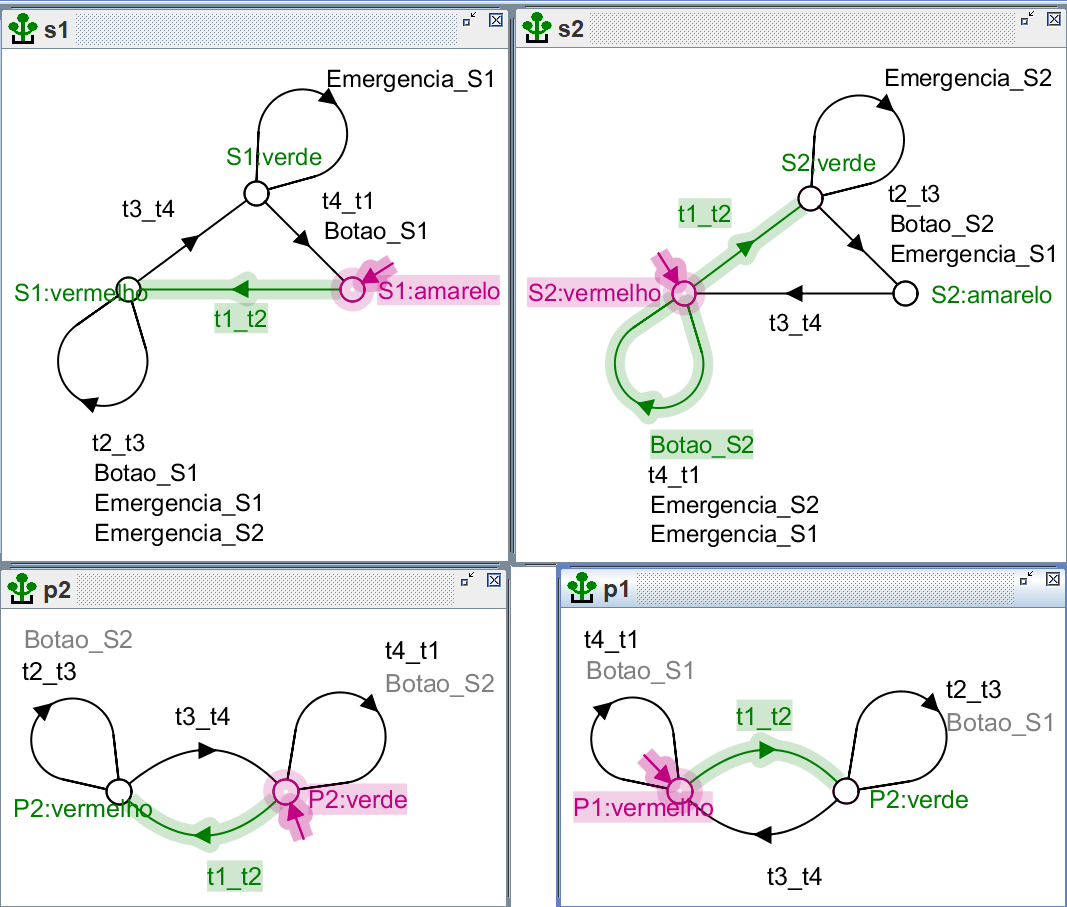 s1
Emergencia_S1
S1:verde
t3_t4
t4_t1
Botao_S1
S1:vermelho
S1:amarelo
t1_t2
t2_t3
Botao_S1
Emergencia_S1
Emergencia_S2
s2
Emergencia_S2
S2:verde
t1_t2
t2_t3
Botao_S2
Emergencia_S1
S2:vermelho
S2:amarelo
t3_t4
Botao_S2
t4_t1
Emergencia_S2
Emergencia_S1
p2
Botao_S2
t2_t3
t4_t1
Botao_S2
t3_t4
P2:vermelho
P2:verde
t1_t2
p1
t4_t1
Botao_S1
t1_t2
t2_t3
Botao_S1
P1:vermelho
P2:verde
t3_t4